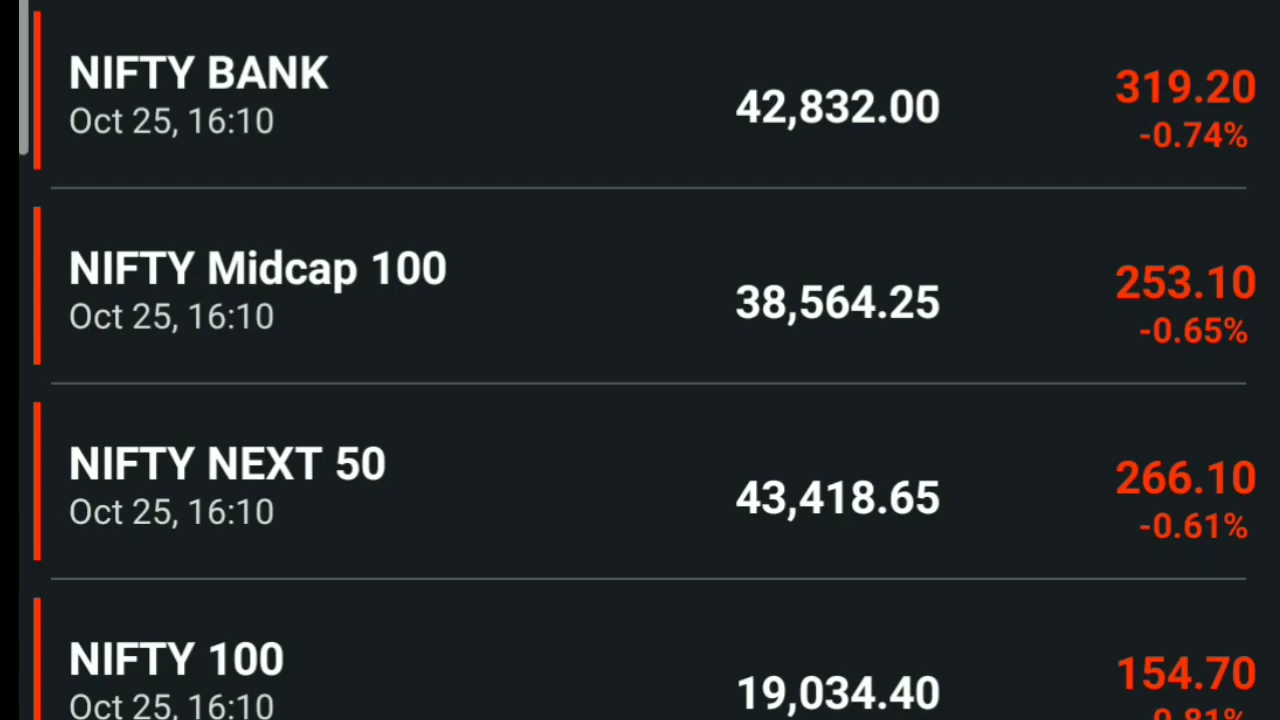 NIFTY BANK
Oct 25, 16:10
42,832.00
319.20
-0.74%
NIFTY Midcap 100
Oct 25, 16:10
38,564.25
253.10
-0.65%
NIFTY NEXT 50
Oct 25, 16:10
43,418.65
266.10
-0.61%
NIFTY 100
Oct 25, 16:10
19,034.40
154.70
-0.81%